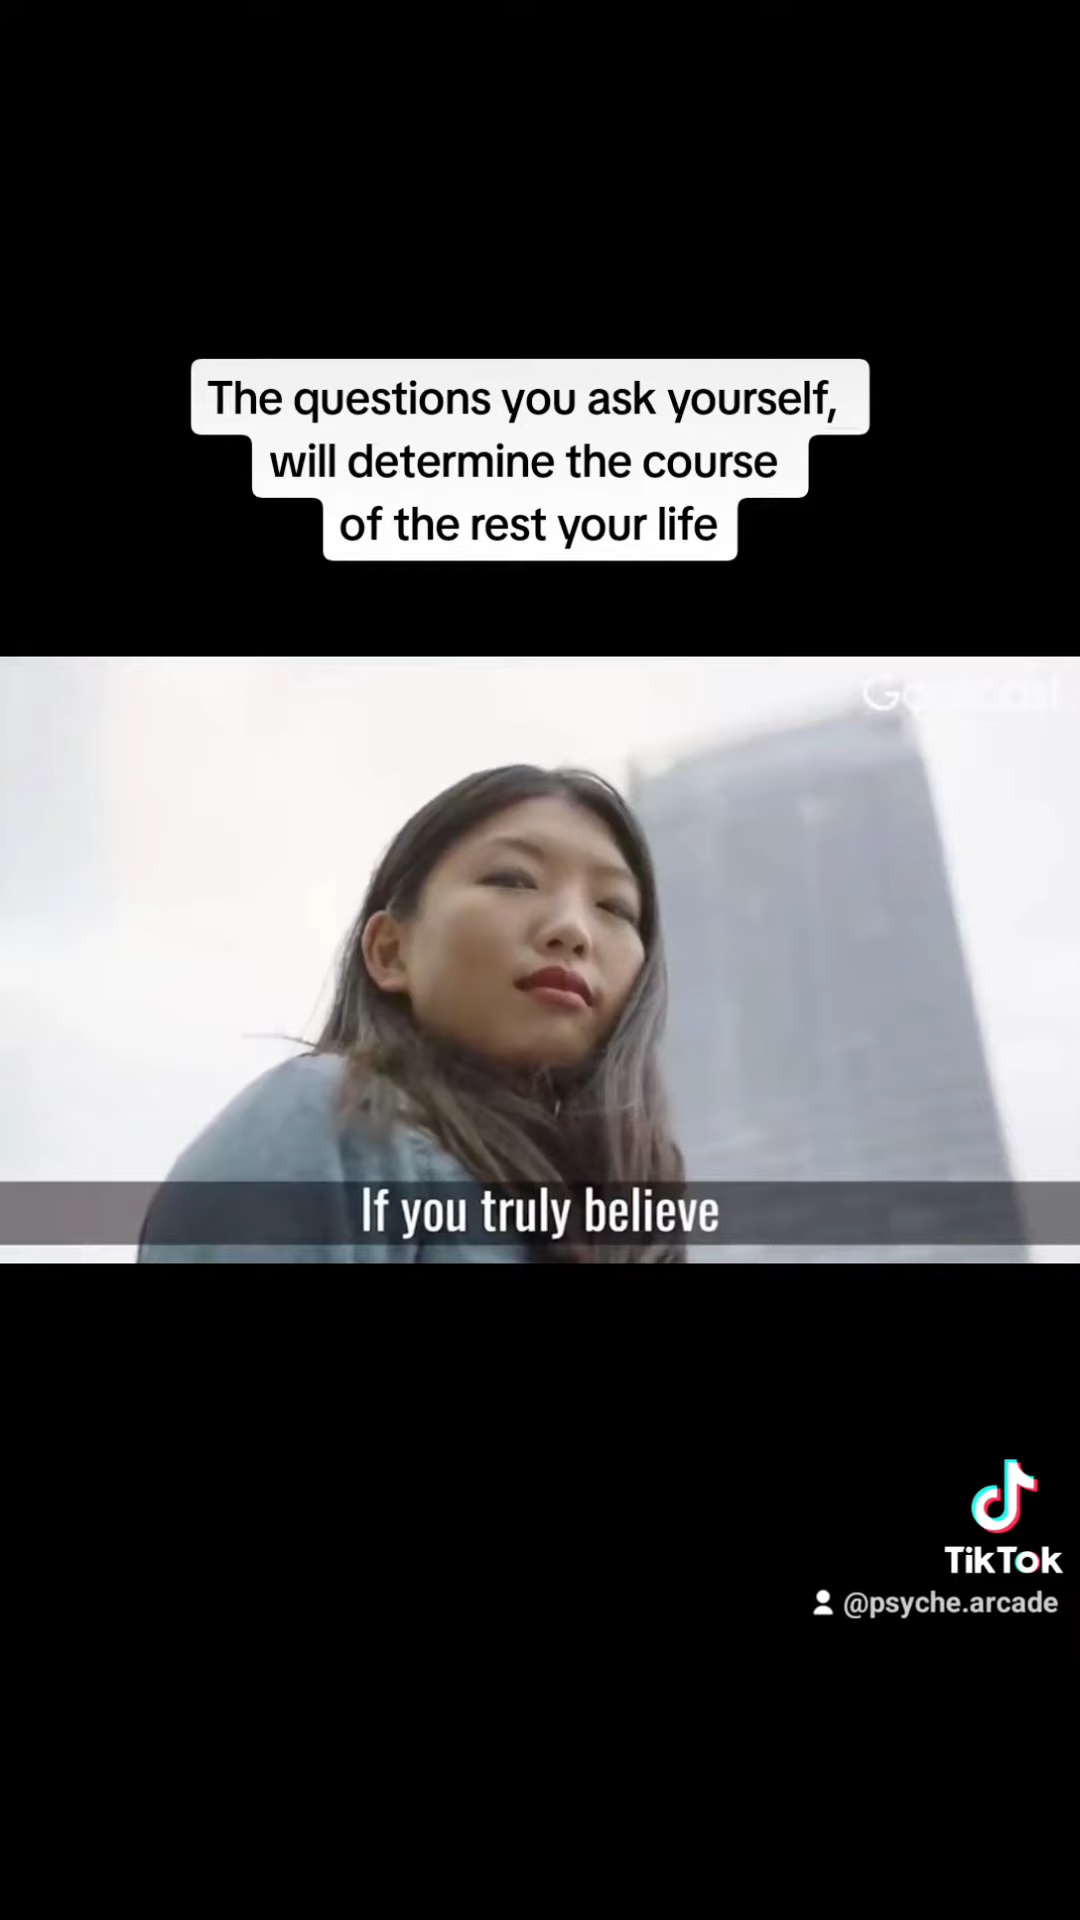 The questions you ask yourself,
will determine the course
of the rest your life
Goalcast
If you truly believe
TikTok
@psyche.arcade